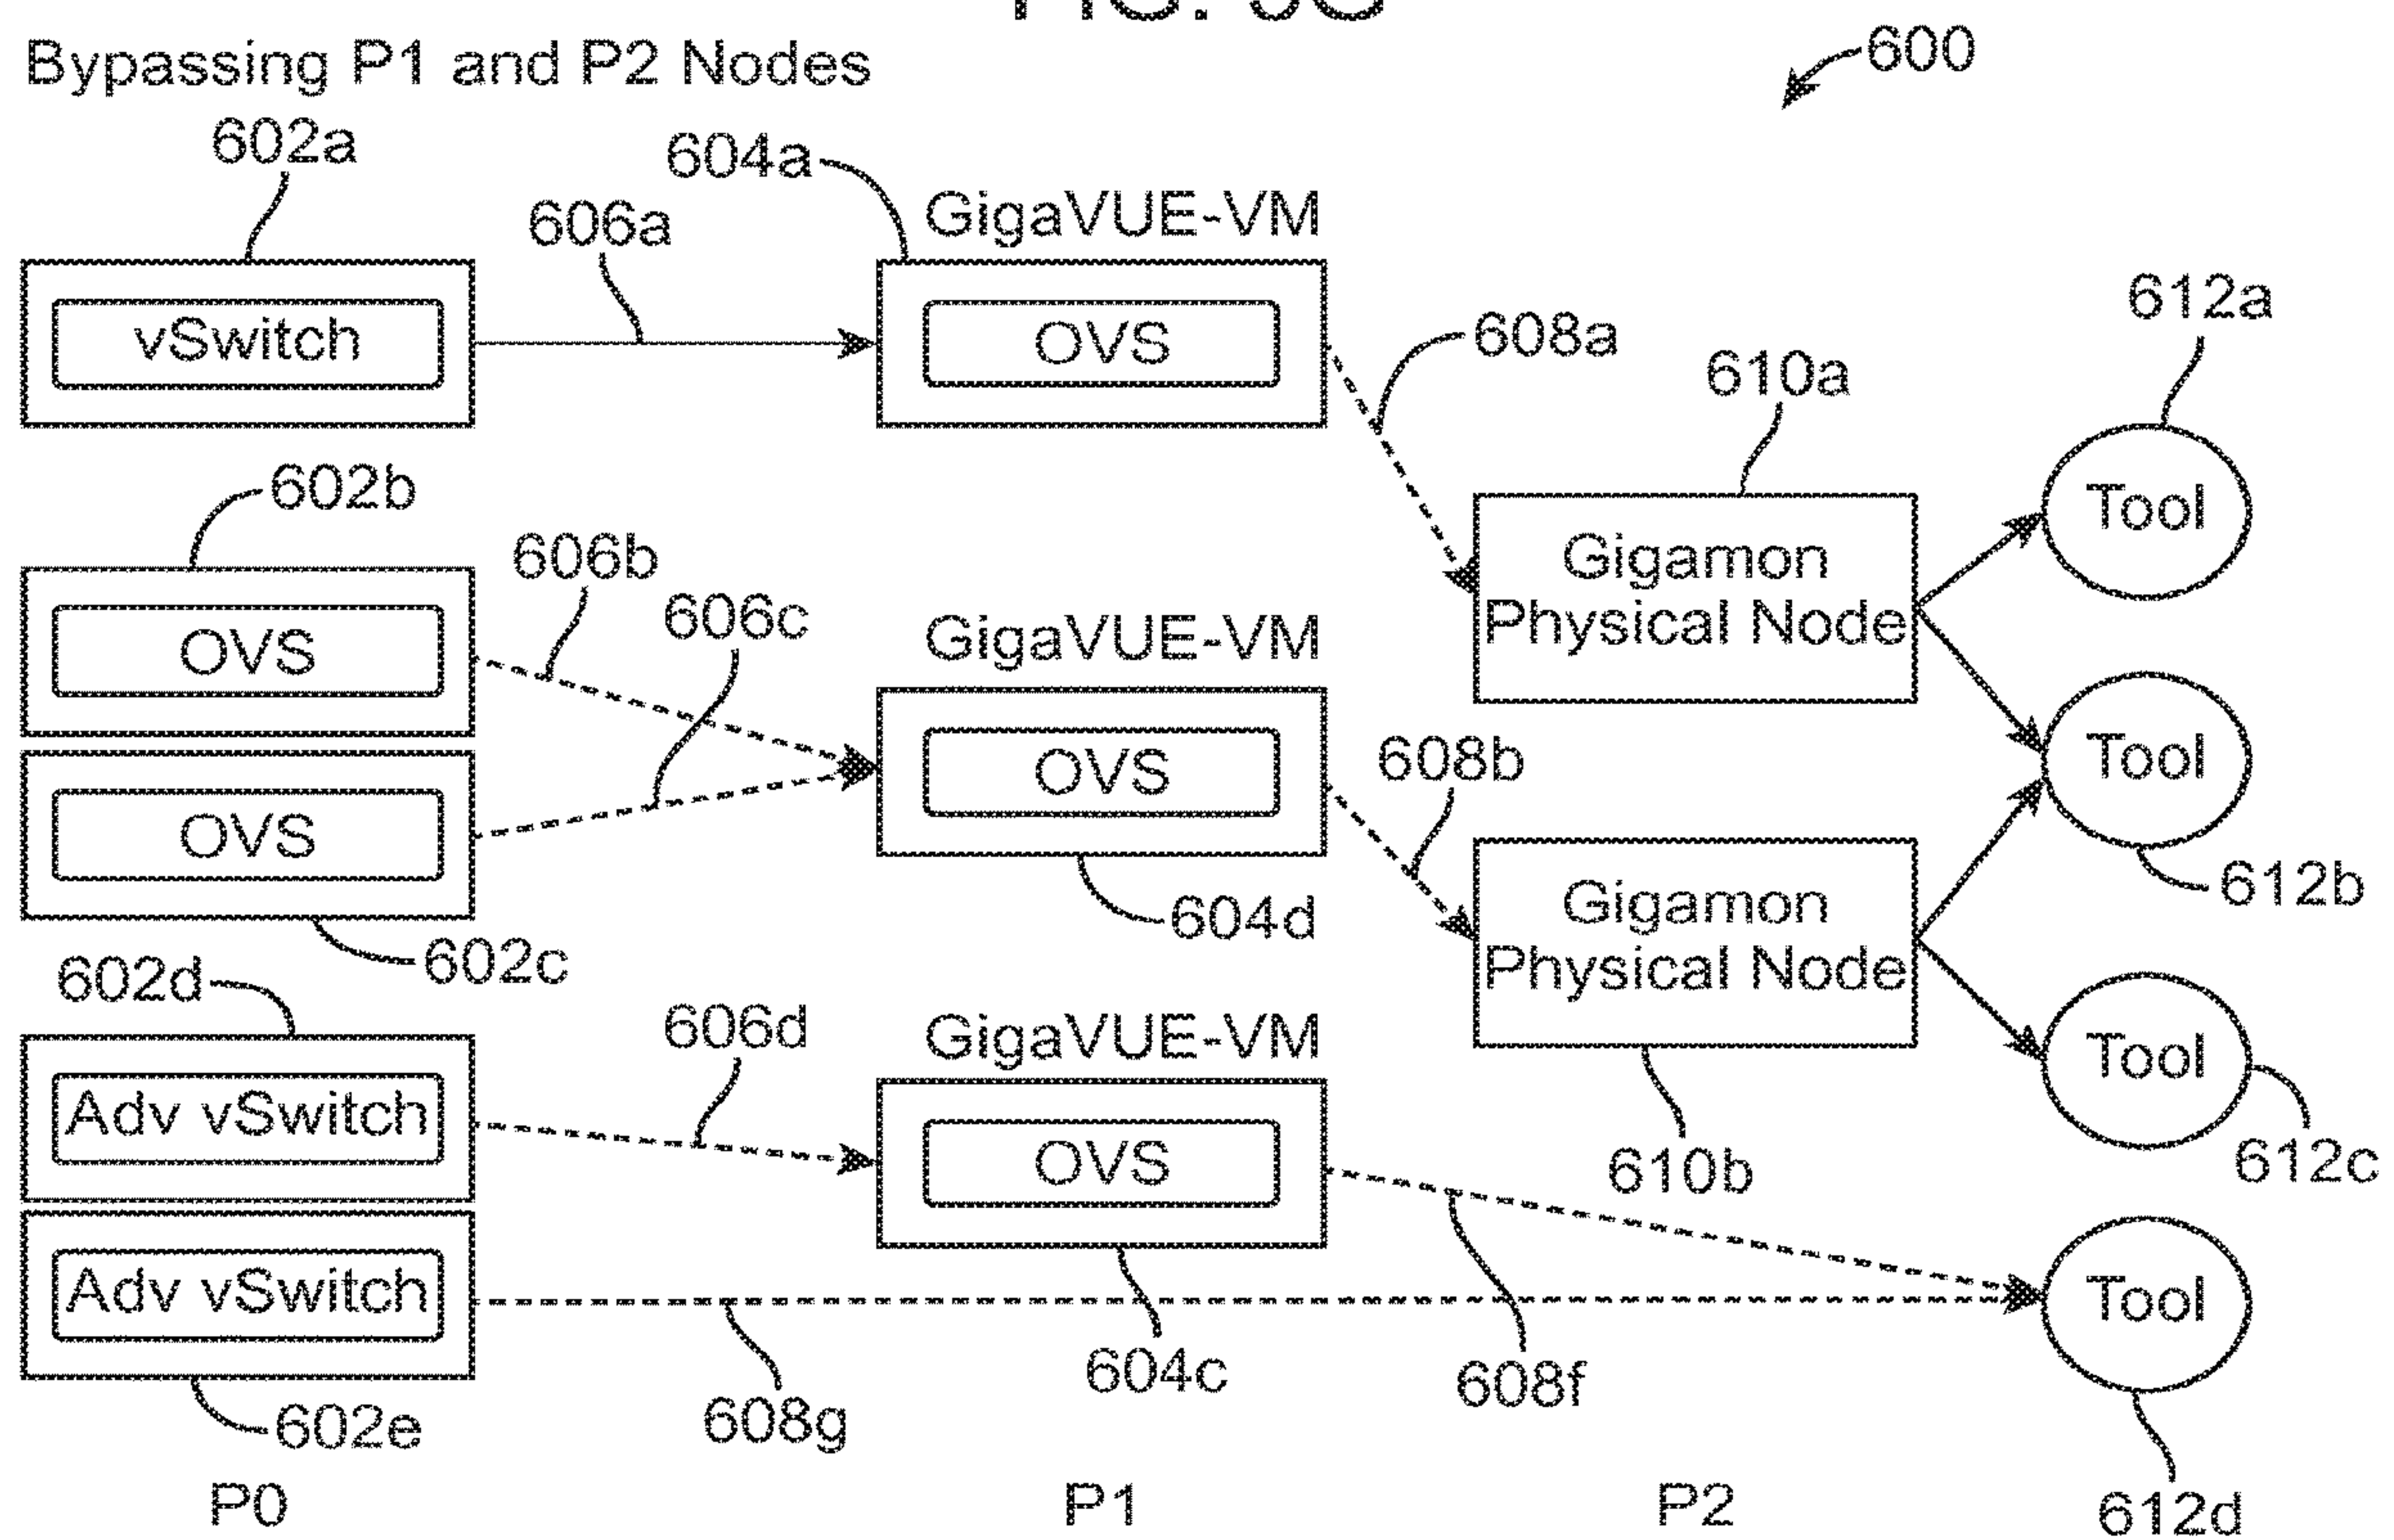 Bypassing P1 and P2 Nodes
600
602a
604a
606a
GigaVUE-VM
vSwitch
OVS
608a
610a
612a
Tool
602b
606b
606c
OVS
GigaVUE-VM
Gigamon
Physical Node
OVS
OVS
608b
Tool
612b
604d
602c
Gigamon
Physical Node
602d
606d
GigaVUE-VM
Adv vSwitch
OVS
610b
Tool
612c
Adv vSwitch
Tool
602e
608g
604c
608f
612d
P0
P1
P2